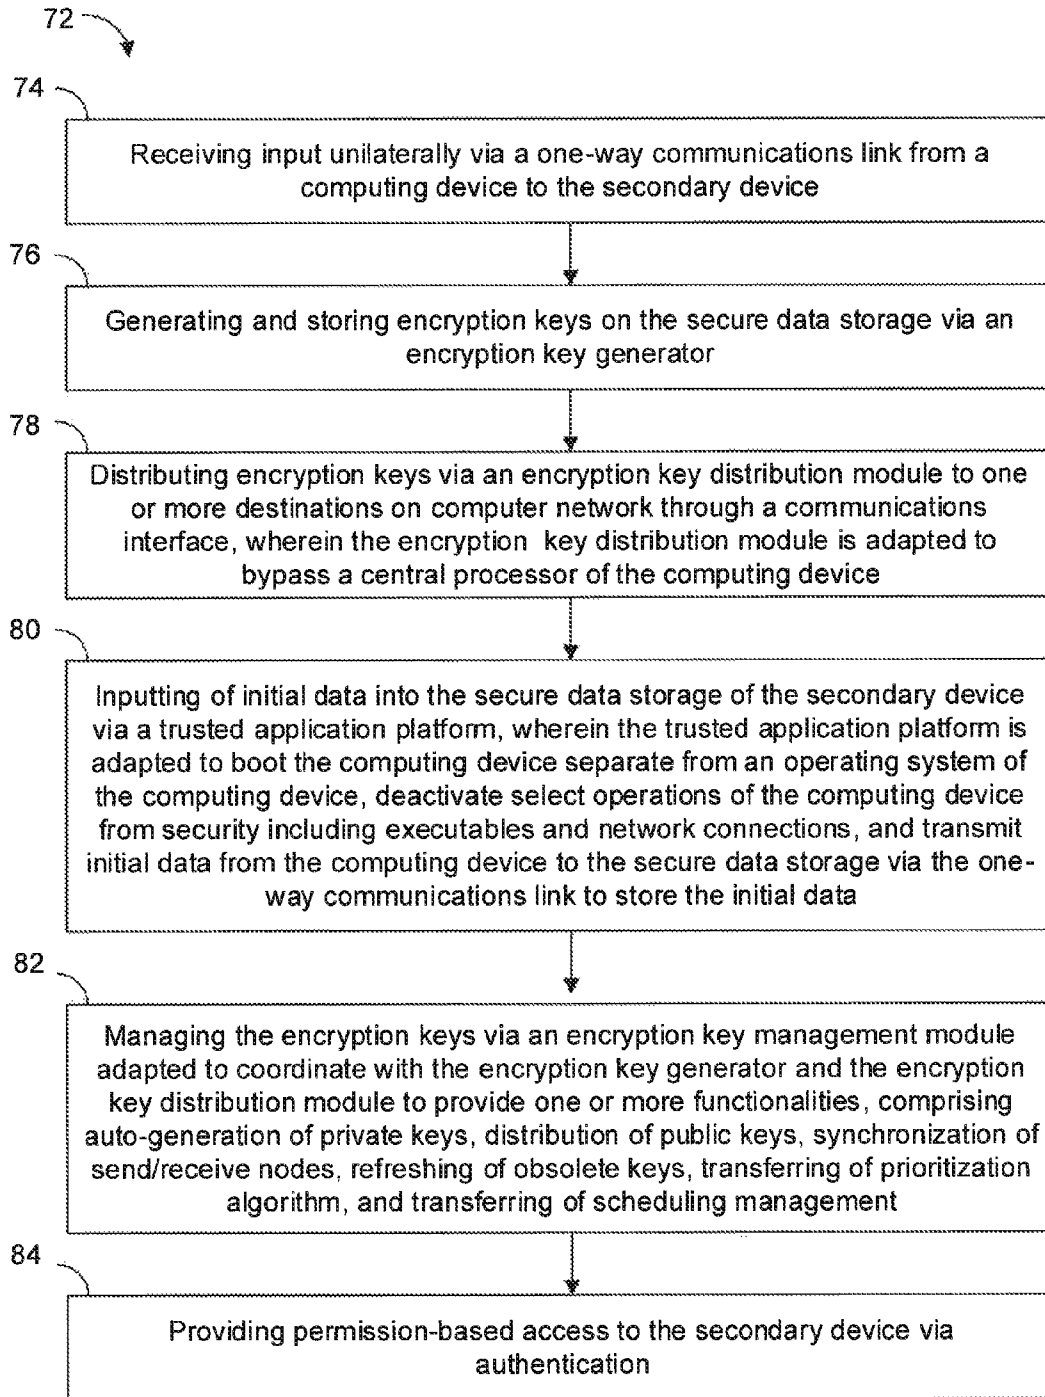 72
74
Receiving input unilaterally via a one-way communications link from a
computing device to the secondary device
76
Generating and storing encryption keys on the secure data storage via an
encryption key generator
78
Distributing encryption keys via an encryption key distribution module to one
or more destinations on computer network through a communications
interface, wherein the encryption key distribution module is adapted to
bypass a central processor of the computing device
80
Inputting of initial data into the secure data storage of the secondary device
via a trusted application platform, wherein the trusted application platform is
adapted to boot the computing device separate from an operating system of
the computing device, deactivate select operations of the computing device
from security including executables and network connections, and transmit
initial data from the computing device to the secure data storage via the one-
way communications link to store the initial data
82
Managing the encryption keys via an encryption key management module
adapted to coordinate with the encryption key generator and the encryption
key distribution module to provide one or more functionalities, comprising
auto-generation of private keys, distribution of public keys, synchronization of
send/receive nodes, refreshing of obsolete keys, transferring of prioritization
algorithm, and transferring of scheduling management
84
Providing permission-based access to the secondary device via
authentication